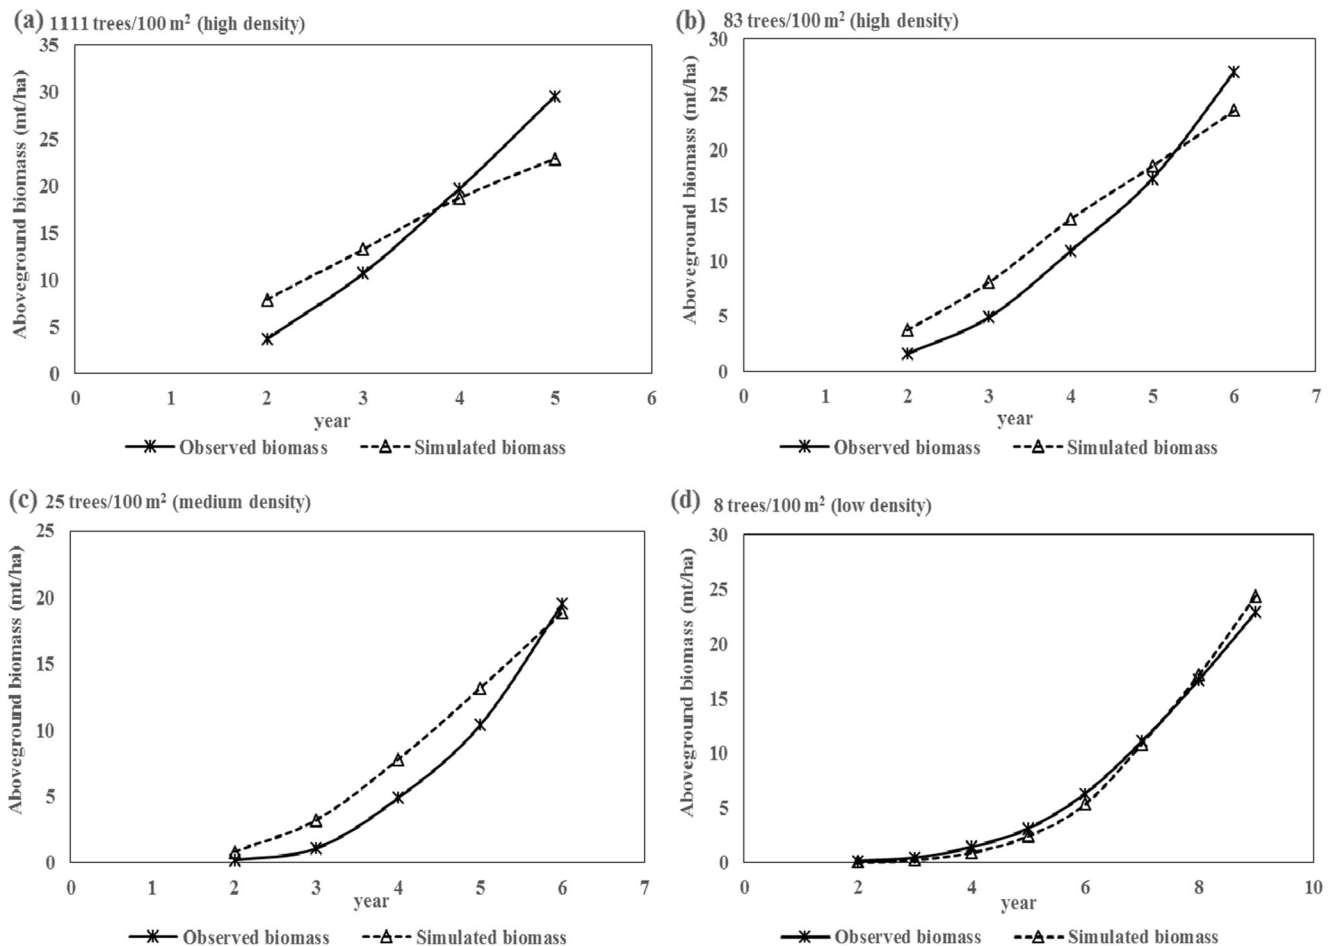 (a) 1111 trees/100 m² (high density)
35
30
25
20
15
10
5
0
Aboveground biomass (mt/ha)
0 1 2 3 4 5 6
year
Observed biomass Simulated biomass
(b) 83 trees/100 m² (high density)
30
25
20
15
10
5
0
Aboveground biomass (mt/ha)
0 1 2 3 4 5 6 7
year
Observed biomass Simulated biomass
(c) 25 trees/100 m² (medium density)
25
20
15
10
5
0
Aboveground biomass (mt/ha)
0 1 2 3 4 5 6 7
year
Observed biomass Simulated biomass
(d) 8 trees/100 m² (low density)
30
25
20
15
10
5
0
Aboveground biomass (mt/ha)
0 2 4 6 8 10
year
Observed biomass Simulated biomass